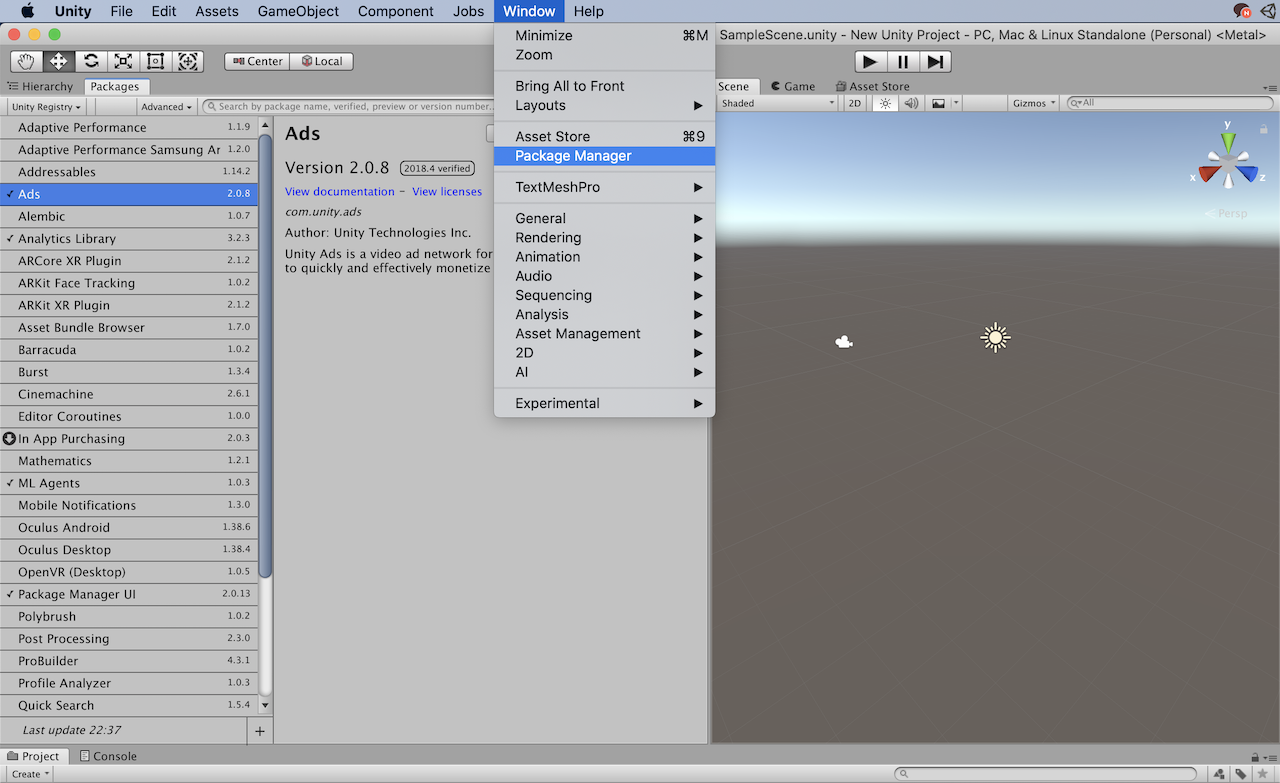 Unity File Edit Assets GameObject Component Jobs Window Help
SampleScene.unity - New Unity Project - PC, Mac & Linux Standalone (Personal) <Metal>
Center Local
Hierarchy Packages
Unity Registry Advanced Search by package name, verified, preview or version number...
Adaptive Performance 1.1.9
Adaptive Performance Samsung Ar 1.2.0
Addressables 1.14.2
✓ Ads 2.0.8
Alembic 1.0.7
✓ Analytics Library 3.2.3
ARCore XR Plugin 2.1.2
ARKit Face Tracking 1.0.2
ARKit XR Plugin 2.1.2
Asset Bundle Browser 1.7.0
Barracuda 1.0.2
Burst 1.3.4
Cinemachine 2.6.1
Editor Coroutines 1.0.0
In App Purchasing 2.0.3
Mathematics 1.2.1
✓ ML Agents 1.0.3
Mobile Notifications 1.3.0
Oculus Android 1.38.6
Oculus Desktop 1.38.4
OpenVR (Desktop) 1.0.5
✓ Package Manager UI 2.0.13
Polybrush 1.0.2
Post Processing 2.3.0
ProBuilder 4.3.1
Profile Analyzer 1.0.3
Quick Search 1.5.4
Last update 22:37 +
Ads
Version 2.0.8 2018.4 verified
View documentation - View licenses
com.unity.ads
Author: Unity Technologies Inc.
Unity Ads is a video ad network for
to quickly and effectively monetize
Minimize ⌘M
Zoom
Bring All to Front
Layouts
Asset Store ⌘9
Package Manager
TextMeshPro
General
Rendering
Animation
Audio
Sequencing
Analysis
Asset Management
2D
AI
Experimental
Scene Game Asset Store
Shaded 2D Gizmos All
y
x z
< Persp
Project Console
Create